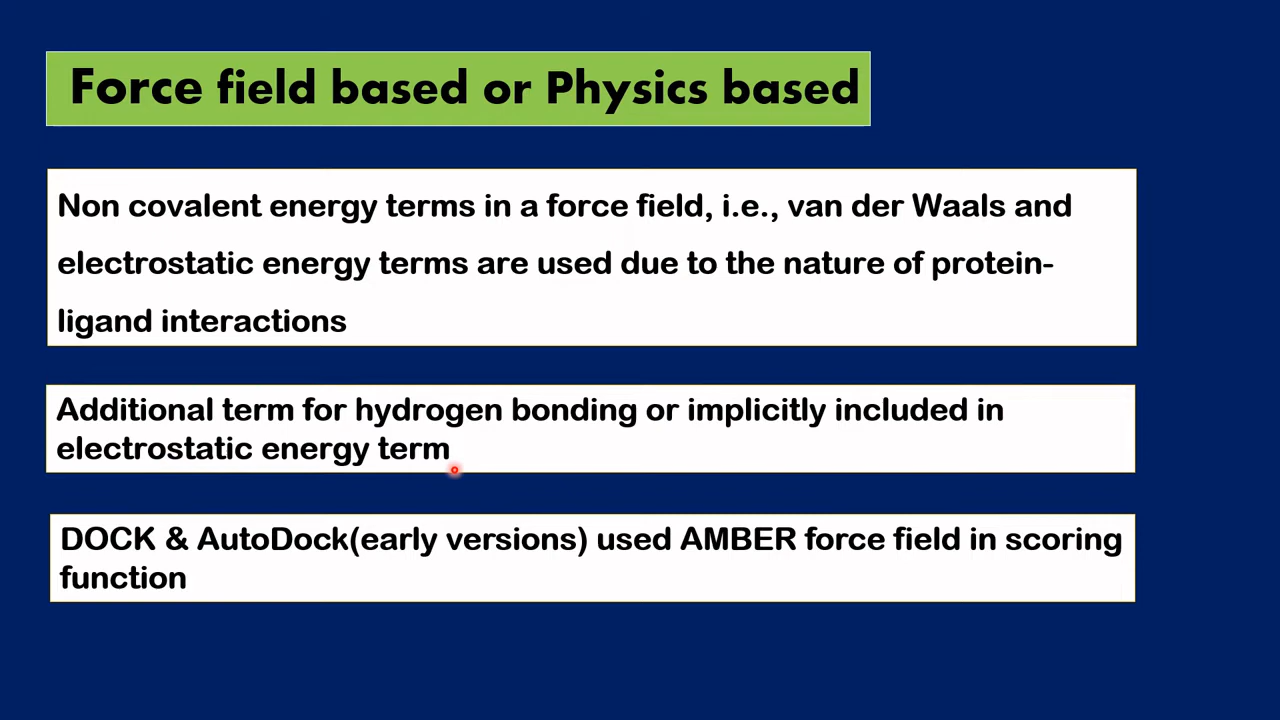 Force field based or Physics based
Non covalent energy terms in a force field, i.e., van der Waals and
electrostatic energy terms are used due to the nature of protein-
ligand interactions
Additional term for hydrogen bonding or implicitly included in
electrostatic energy term
DOCK & AutoDock(early versions) used AMBER force field in scoring
function